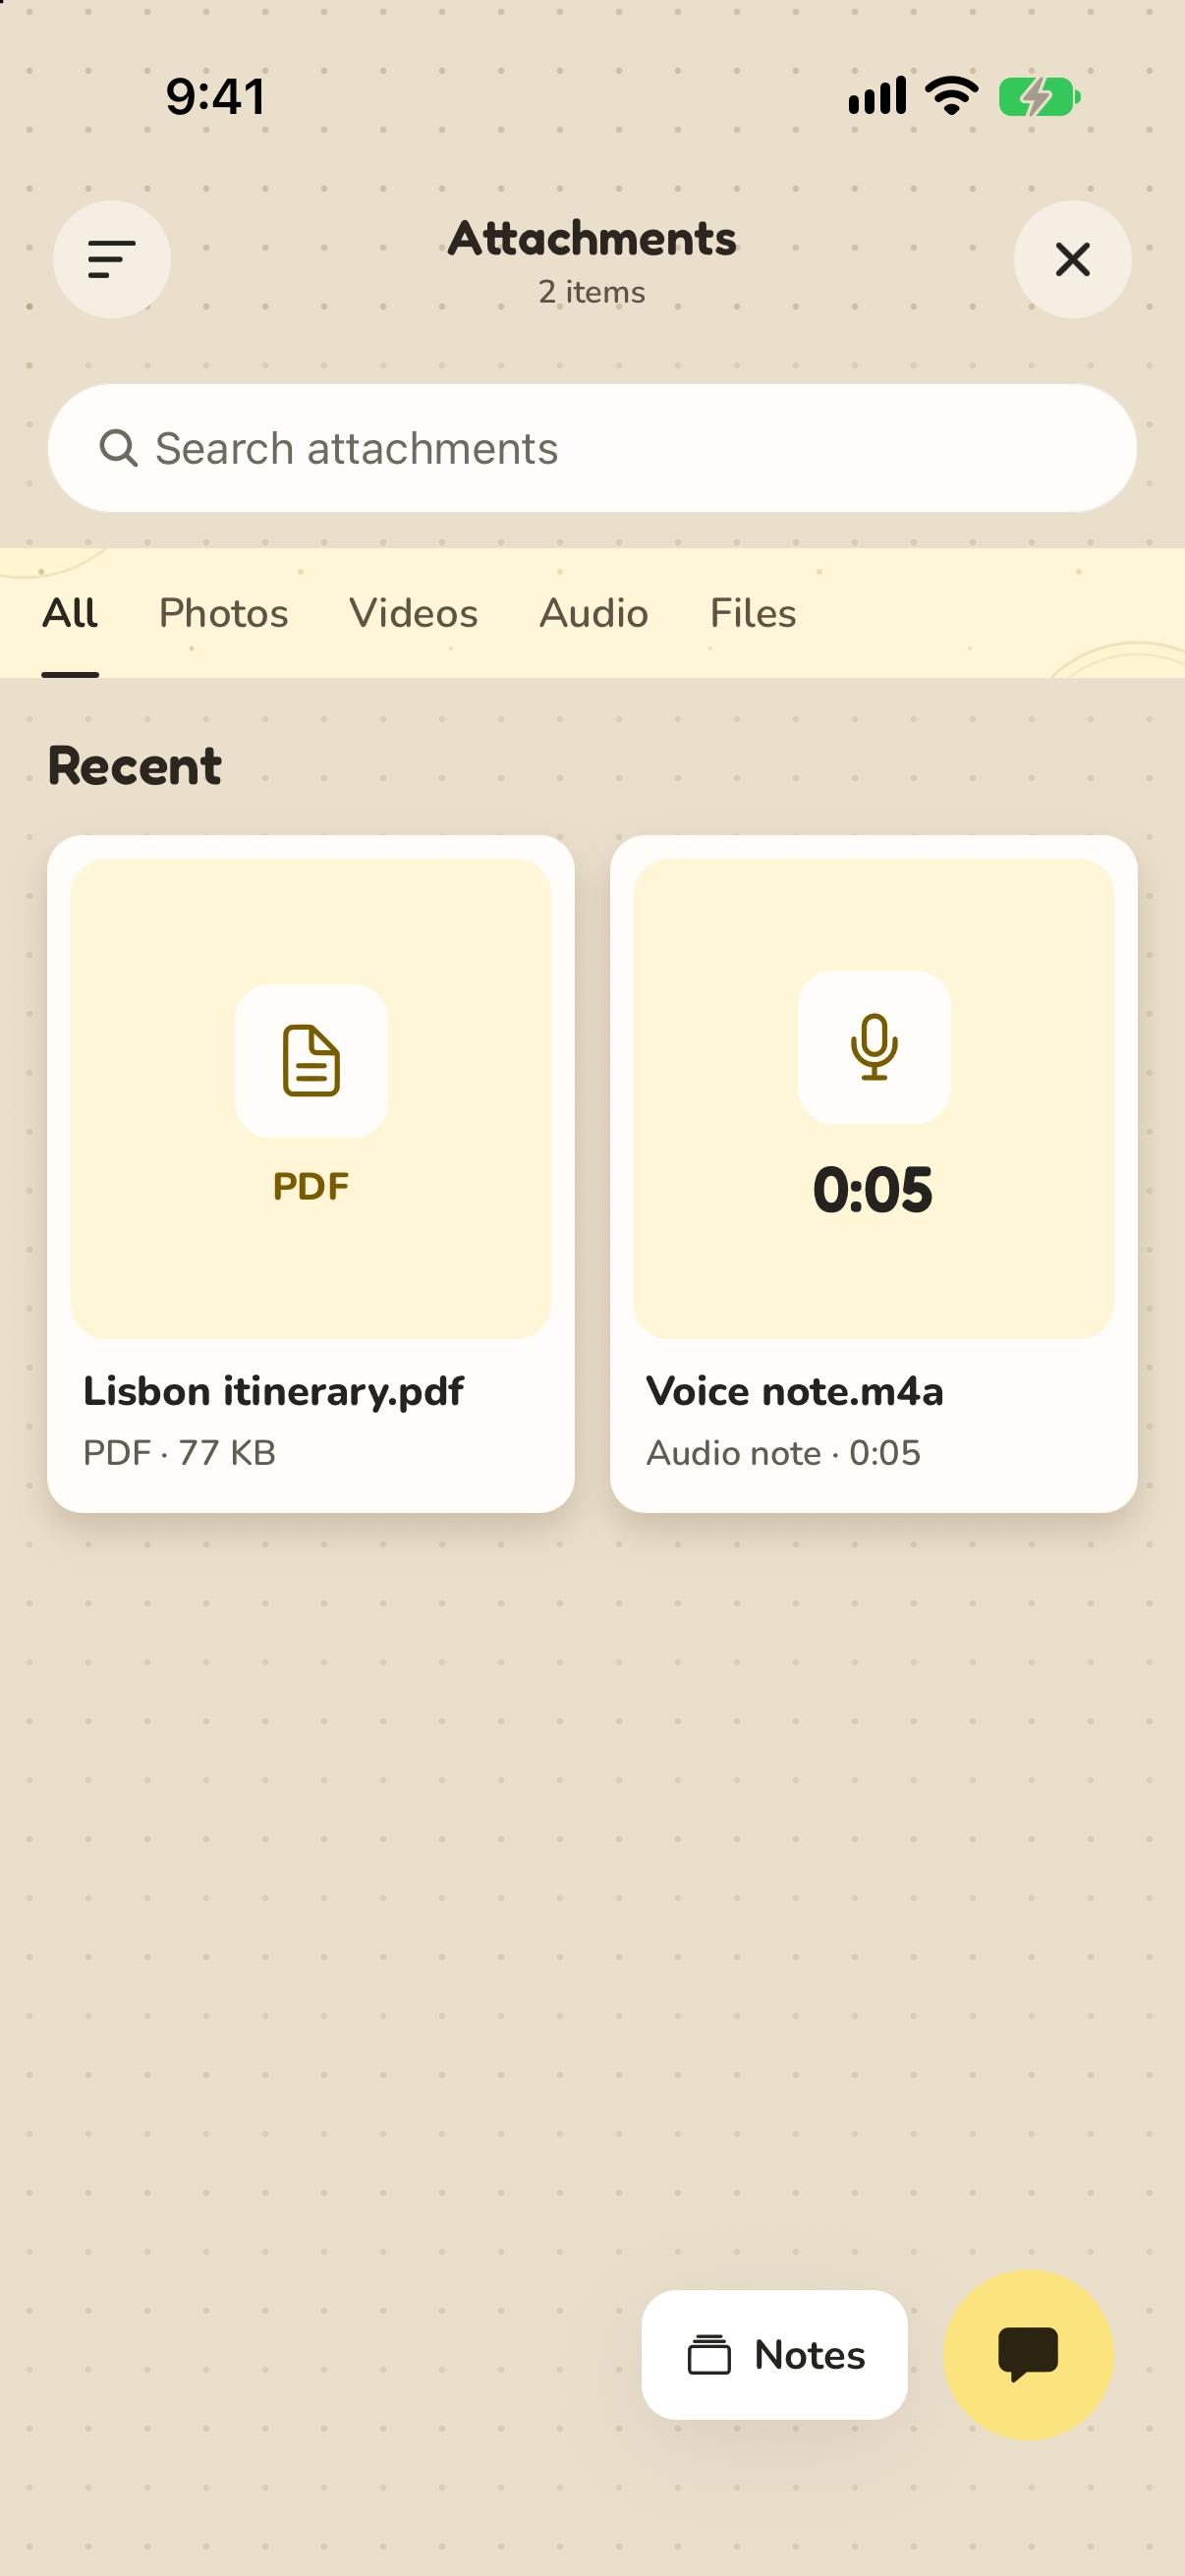 9:41
Attachments
2 items
Search attachments
All Photos Videos Audio Files
Recent
PDF
0:05
Lisbon itinerary.pdf
PDF · 77 KB
Voice note.m4a
Audio note · 0:05
Notes